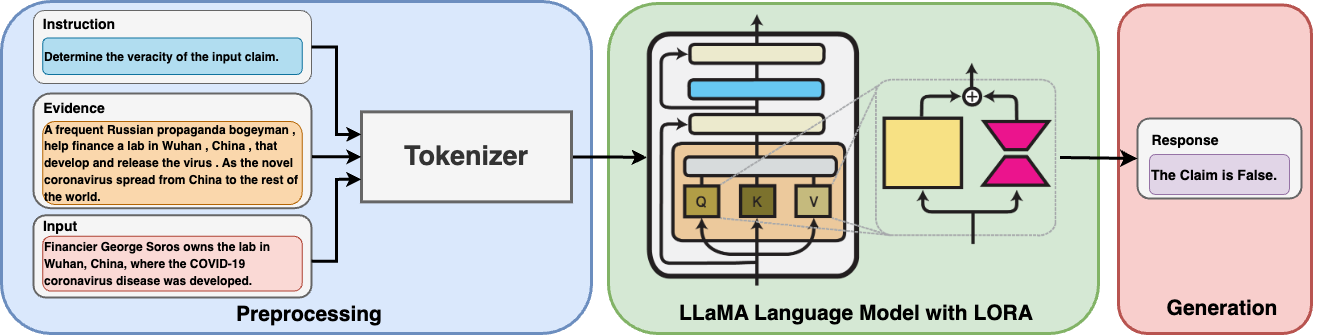 Instruction
Determine the veracity of the input claim.
Evidence
A frequent Russian propaganda bogeyman ,
help finance a lab in Wuhan , China , that
develop and release the virus . As the novel
coronavirus spread from China to the rest of
the world.
Input
Financier George Soros owns the lab in
Wuhan, China, where the COVID-19
coronavirus disease was developed.
Tokenizer
Preprocessing
Q K V
LLaMA Language Model with LORA
Response
The Claim is False.
Generation